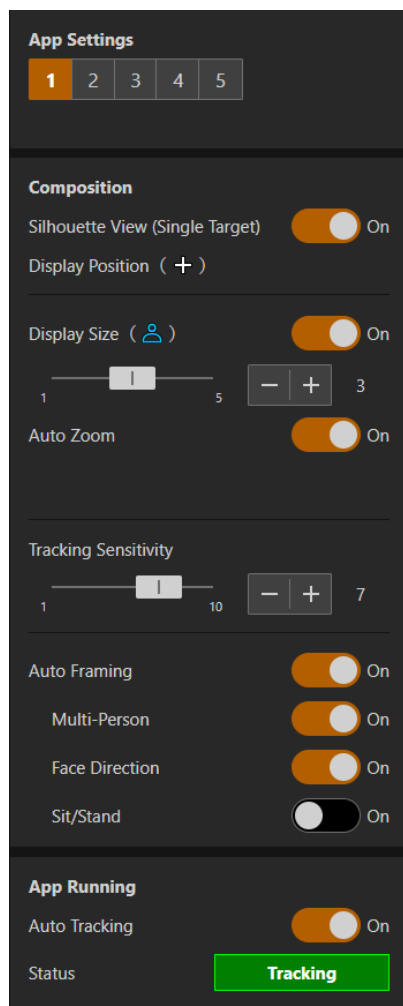 App Settings
1 2 3 4 5
Composition
Silhouette View (Single Target) On
Display Position ( + )
Display Size ( ) On
1 5 − + 3
Auto Zoom On
Tracking Sensitivity
1 10 − + 7
Auto Framing On
Multi-Person On
Face Direction On
Sit/Stand On
App Running
Auto Tracking On
Status Tracking